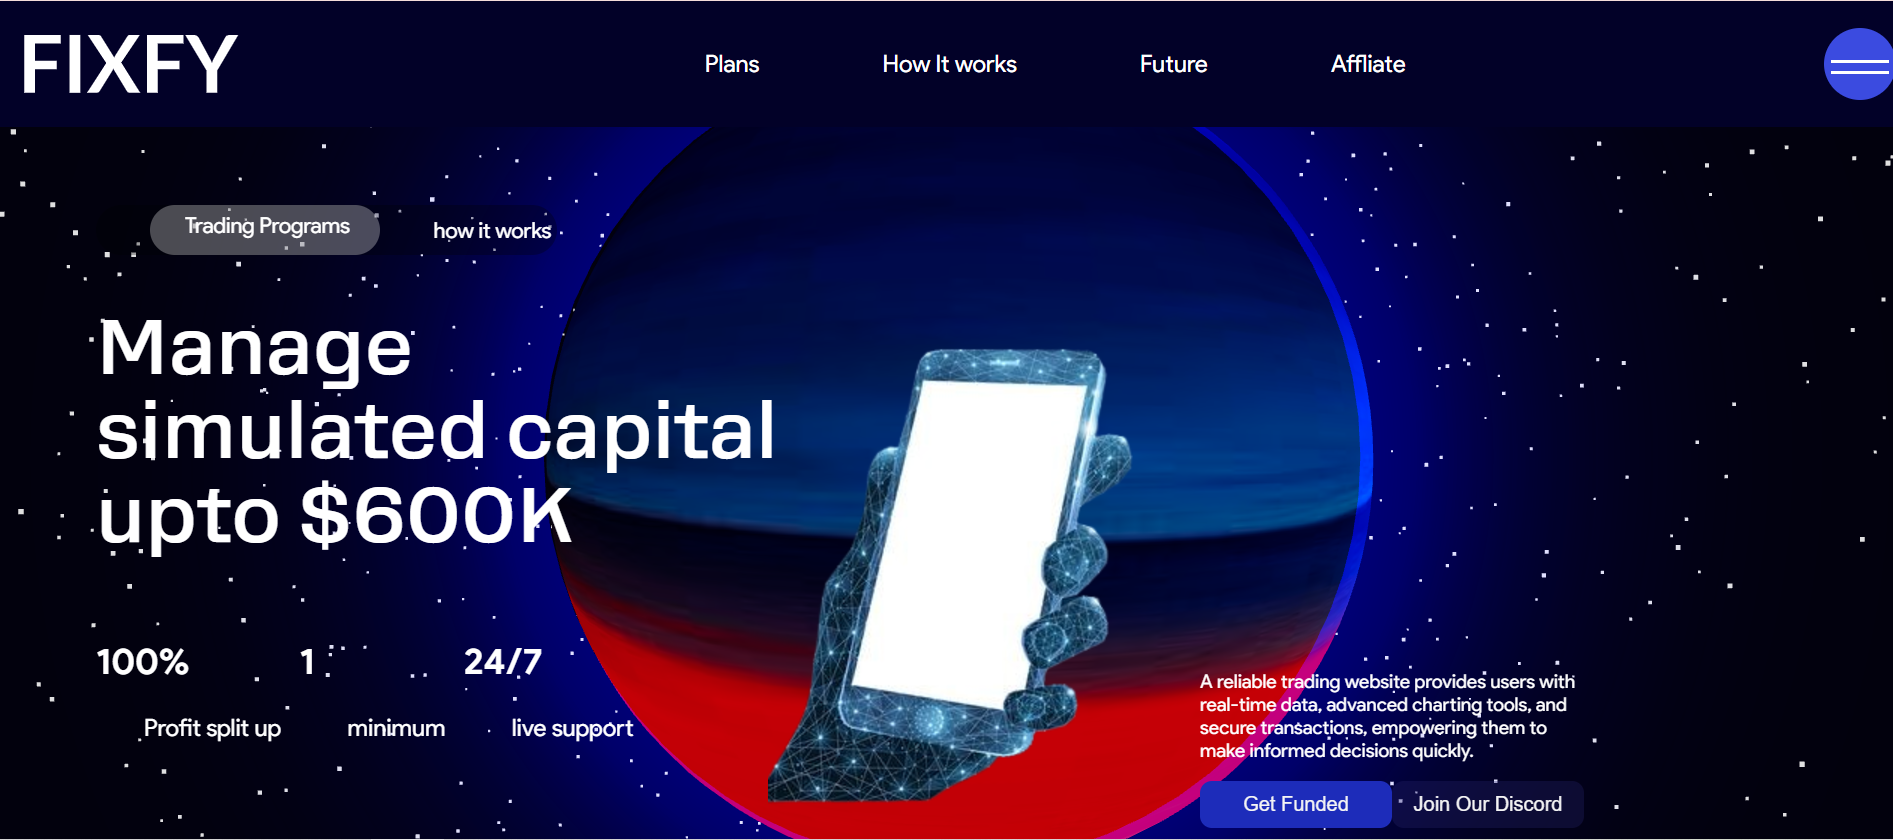 FIXFY
Plans
How It works
Future
Affliate
Trading Programs
how it works
Manage
simulated capital
upto $600K
100%
1
24/7
Profit split up
minimum
live support
A reliable trading website provides users with
real-time data, advanced charting tools, and
secure transactions, empowering them to
make informed decisions quickly.
Get Funded
Join Our Discord